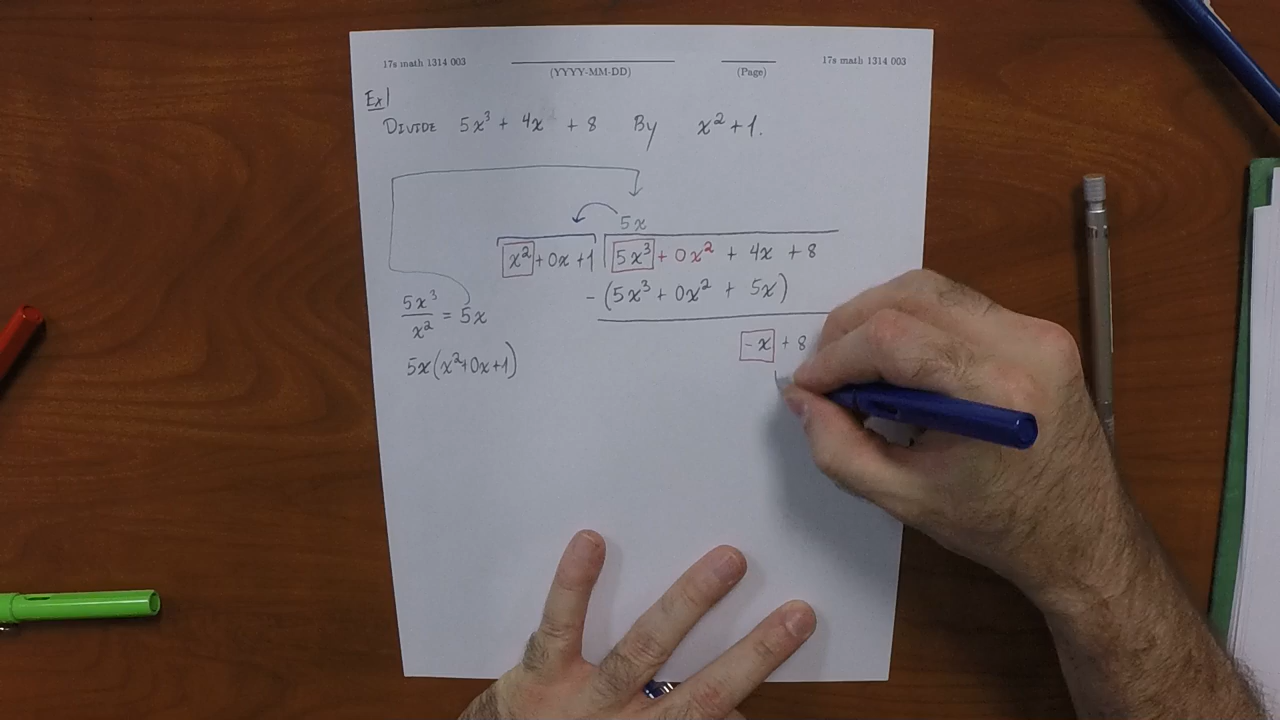 17s math 1314 003 (YYYY-MM-DD) (Page) 17s math 1314 003
Ex1
DIVIDE 5x³ + 4x + 8 By x² + 1.
5x
x² + 0x + 1 5x³ + 0x² + 4x + 8
-(5x³ + 0x² + 5x)
5x³/x² = 5x
-x + 8
5x(x²+0x+1)